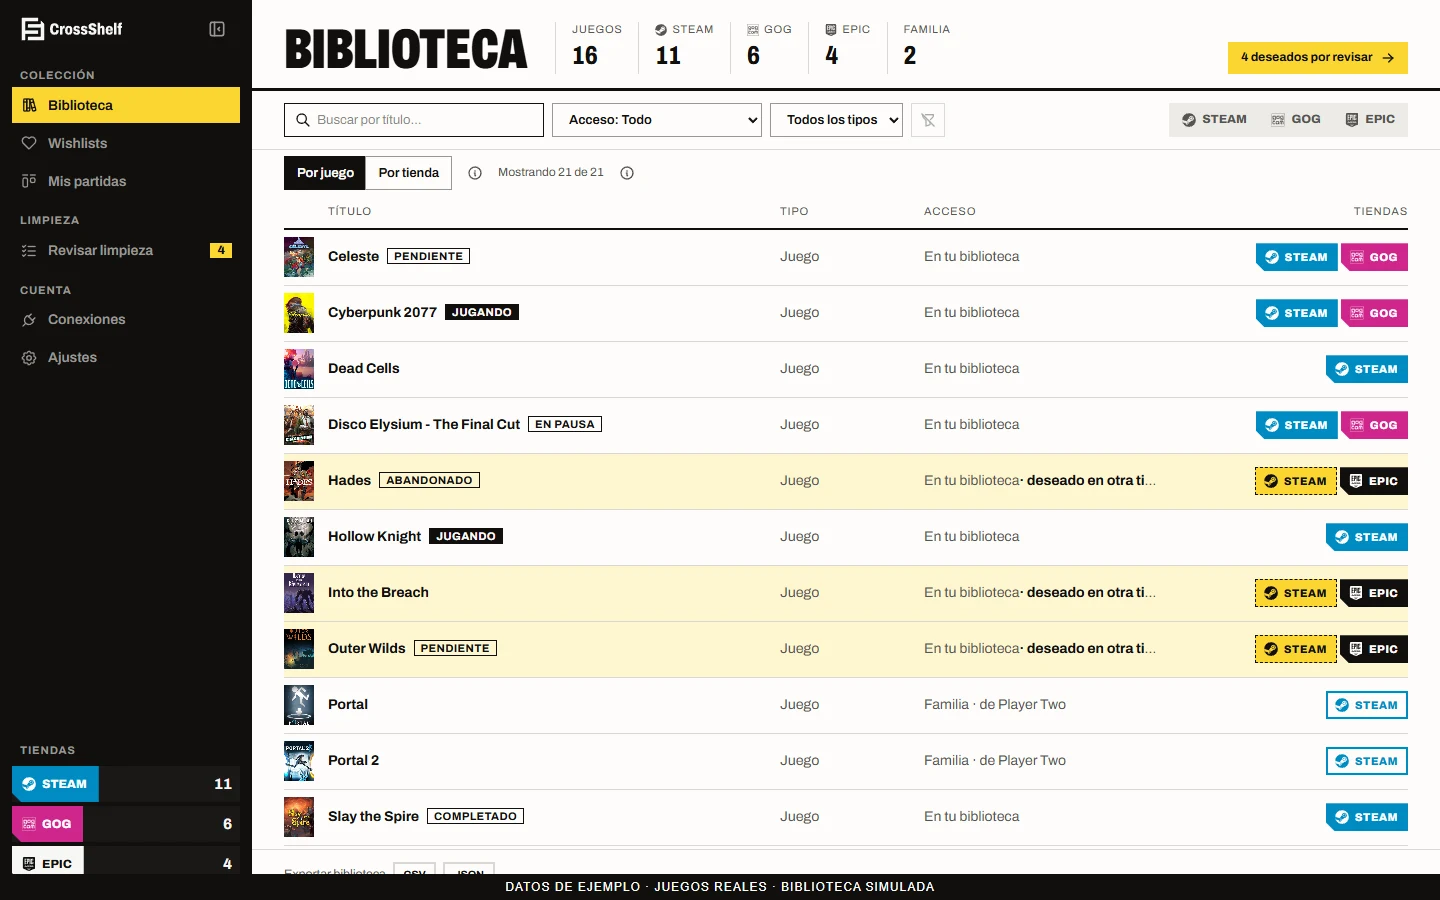 CrossShelf
COLECCIÓN
Biblioteca
Wishlists
Mis partidas
LIMPIEZA
Revisar limpieza 4
CUENTA
Conexiones
Ajustes
TIENDAS
STEAM 11
GOG 6
EPIC 4
BIBLIOTECA
JUEGOS 16
STEAM 11
GOG 6
EPIC 4
FAMILIA 2
4 deseados por revisar →
Buscar por título...
Acceso: Todo
Todos los tipos
STEAM GOG EPIC
Por juego Por tienda Mostrando 21 de 21
TÍTULO TIPO ACCESO TIENDAS
Celeste PENDIENTE Juego En tu biblioteca STEAM GOG
Cyberpunk 2077 JUGANDO Juego En tu biblioteca STEAM GOG
Dead Cells Juego En tu biblioteca STEAM
Disco Elysium - The Final Cut EN PAUSA Juego En tu biblioteca STEAM GOG
Hades ABANDONADO Juego En tu biblioteca· deseado en otra ti... STEAM EPIC
Hollow Knight JUGANDO Juego En tu biblioteca STEAM
Into the Breach Juego En tu biblioteca· deseado en otra ti... STEAM EPIC
Outer Wilds PENDIENTE Juego En tu biblioteca· deseado en otra ti... STEAM EPIC
Portal Juego Familia · de Player Two STEAM
Portal 2 Juego Familia · de Player Two STEAM
Slay the Spire COMPLETADO Juego En tu biblioteca STEAM
Exportar biblioteca CSV JSON
DATOS DE EJEMPLO · JUEGOS REALES · BIBLIOTECA SIMULADA